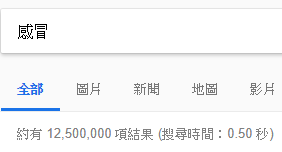 感冒
全部 圖片 新聞 地圖 影片
約有 12,500,000 項結果 (搜尋時間：0.50 秒)